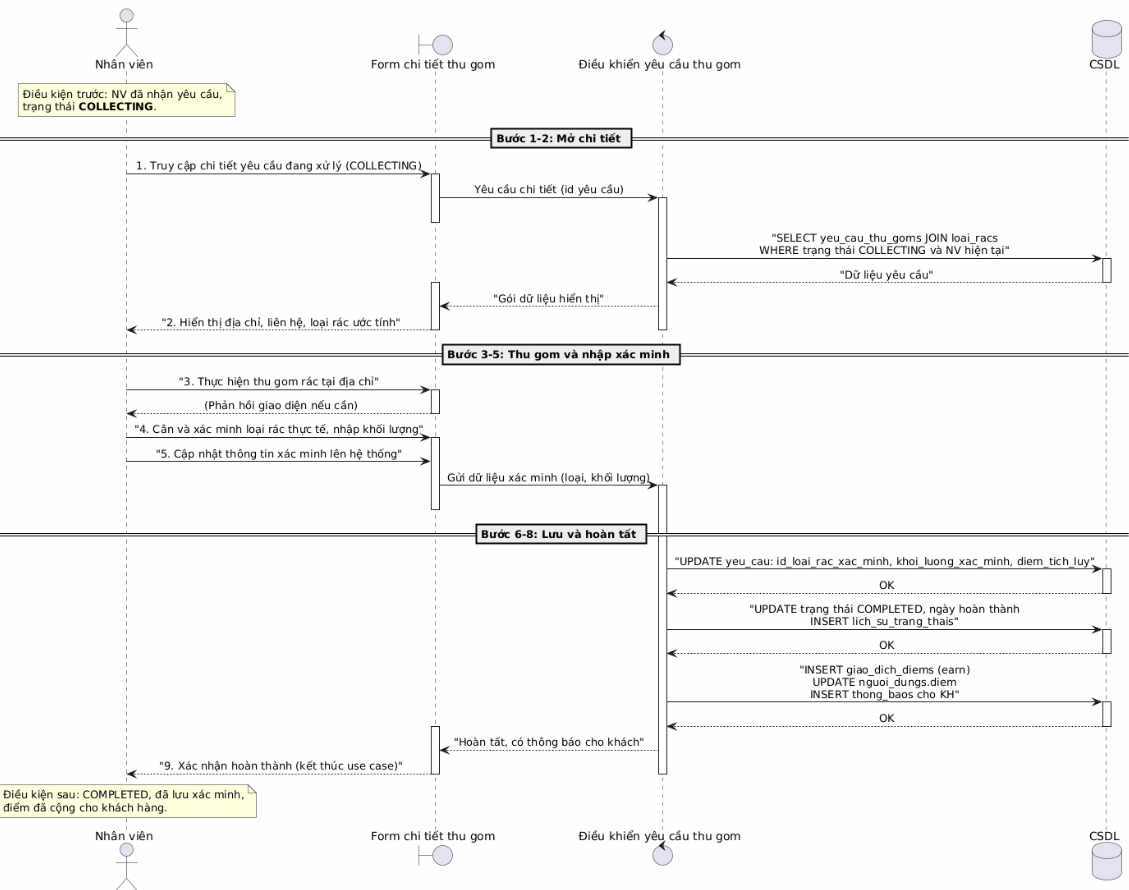 Nhân viên
Form chi tiết thu gom
Điều khiển yêu cầu thu gom
CSDL
Điều kiện trước: NV đã nhận yêu cầu,
trạng thái COLLECTING.
Bước 1-2: Mở chi tiết
1. Truy cập chi tiết yêu cầu đang xử lý (COLLECTING)
Yêu cầu chi tiết (id yêu cầu)
"SELECT yeu_cau_thu_goms JOIN loai_racs
WHERE trạng thái COLLECTING và NV hiện tại"
"Dữ liệu yêu cầu"
"Gói dữ liệu hiển thị"
"2. Hiển thị địa chỉ, liên hệ, loại rác ước tính"
Bước 3-5: Thu gom và nhập xác minh
"3. Thực hiện thu gom rác tại địa chỉ"
(Phản hồi giao diện nếu cần)
"4. Cân và xác minh loại rác thực tế, nhập khối lượng"
"5. Cập nhật thông tin xác minh lên hệ thống"
Gửi dữ liệu xác minh (loại, khối lượng)
Bước 6-8: Lưu và hoàn tất
"UPDATE yeu_cau: id_loai_rac_xac_minh, khoi_luong_xac_minh, diem_tich_luy"
OK
"UPDATE trạng thái COMPLETED, ngày hoàn thành
INSERT lich_su_trang_thais"
OK
"INSERT giao_dich_diems (earn)
UPDATE nguoi_dungs.diem
INSERT thong_baos cho KH"
OK
"Hoàn tất, có thông báo cho khách"
"9. Xác nhận hoàn thành (kết thúc use case)"
Điều kiện sau: COMPLETED, đã lưu xác minh,
điểm đã cộng cho khách hàng.
Nhân viên
Form chi tiết thu gom
Điều khiển yêu cầu thu gom
CSDL